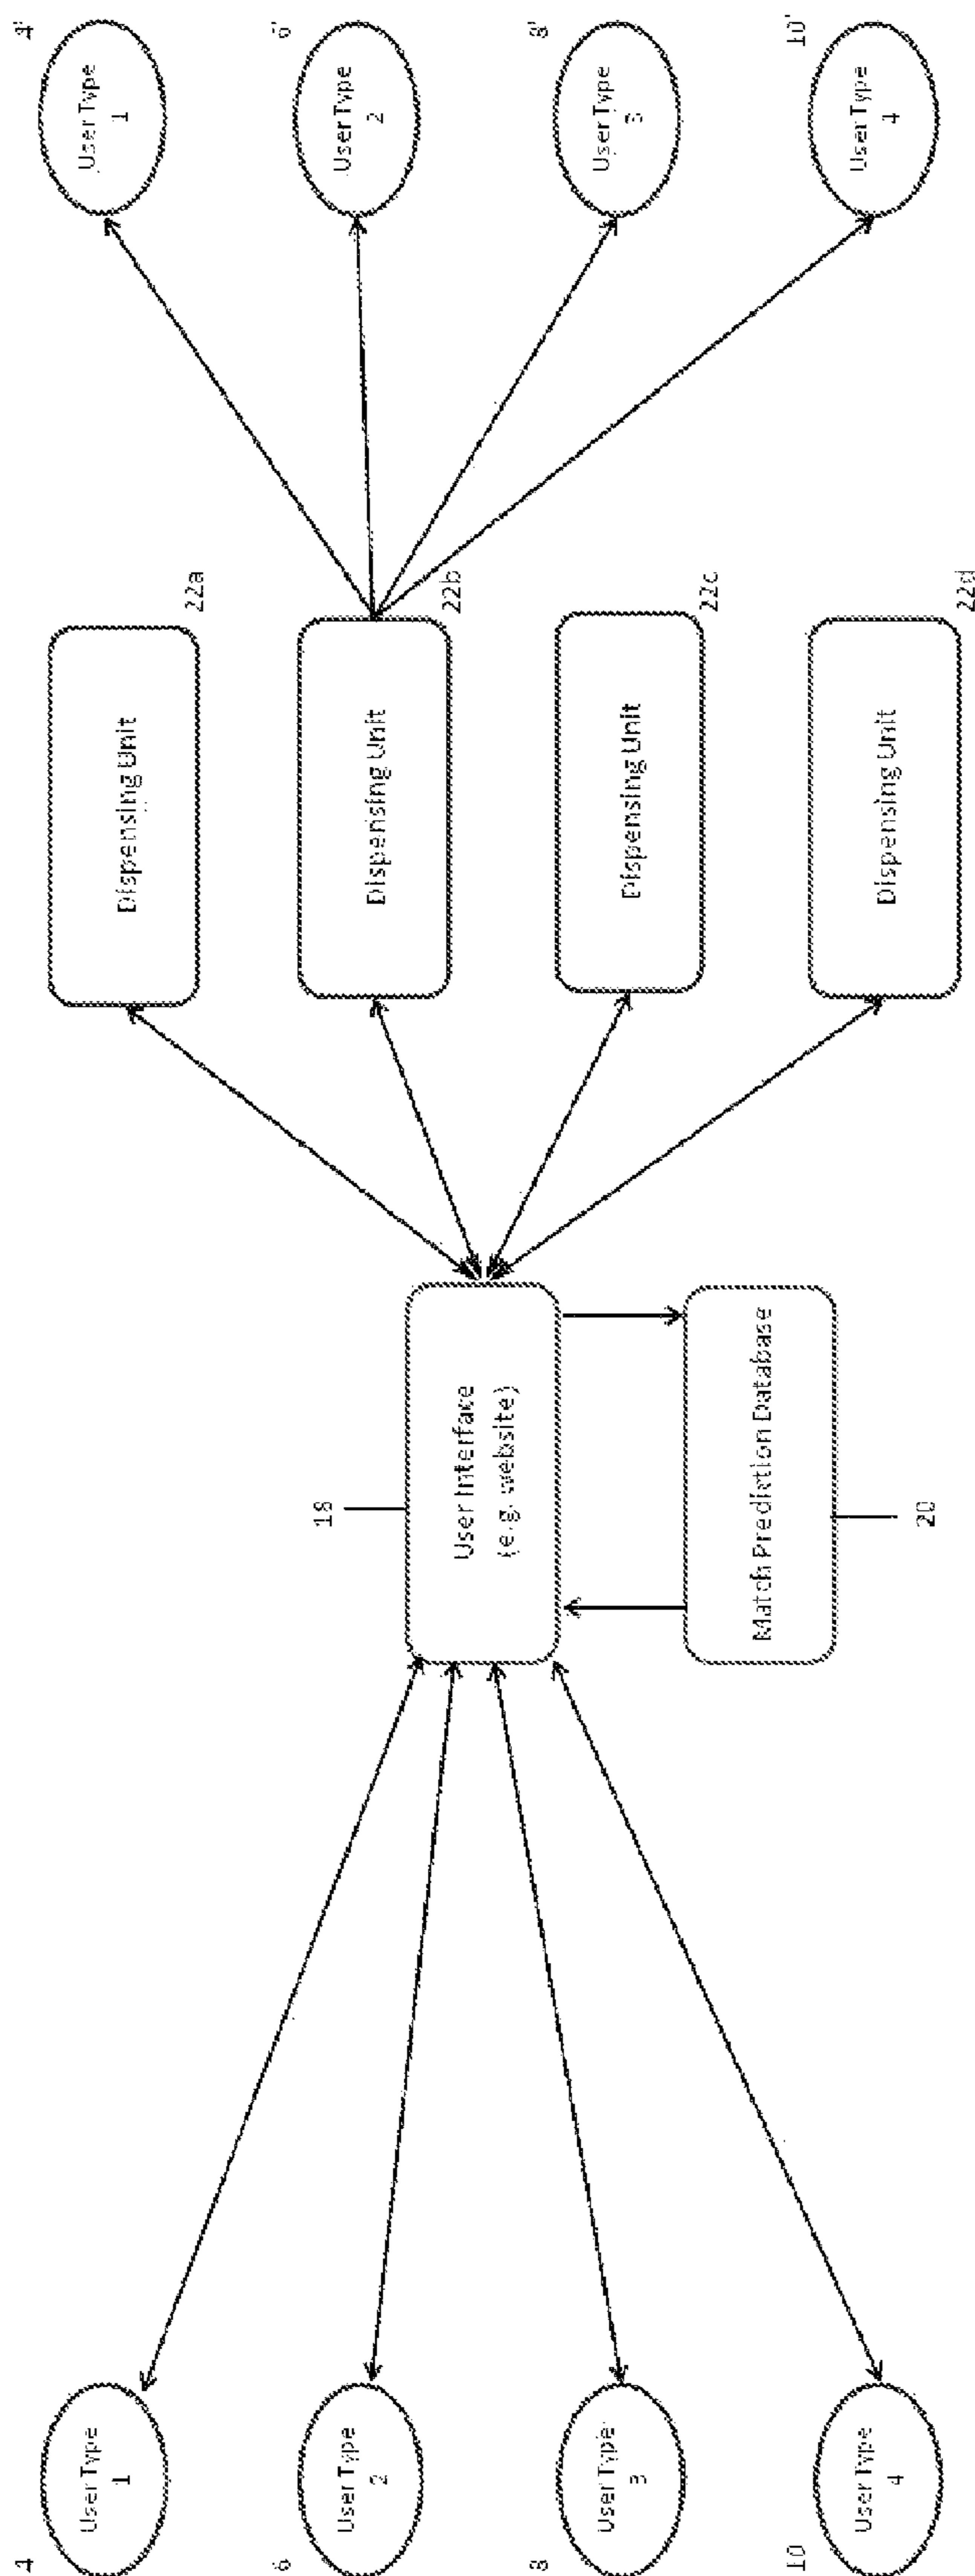 4
User Type
1
6
User Type
2
8
User Type
3
10
User Type
4
18
User Interface
(e.g. website)
Match Prediction Database
20
Dispensing Unit
22a
Dispensing Unit
22b
Dispensing Unit
22c
Dispensing Unit
22d
4'
User Type
1
6'
User Type
2
8'
User Type
3
10'
User Type
4